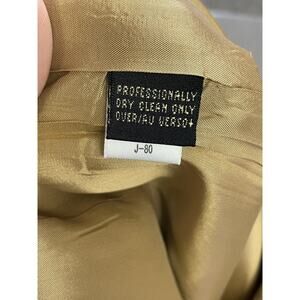 PROFESSIONALLY
DRY CLEAN ONLY
OVER/AU VERSO→
J-80